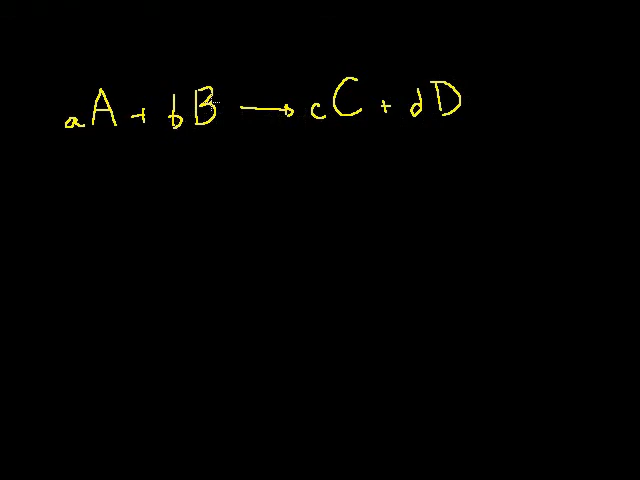 aA + bB → cC + dD